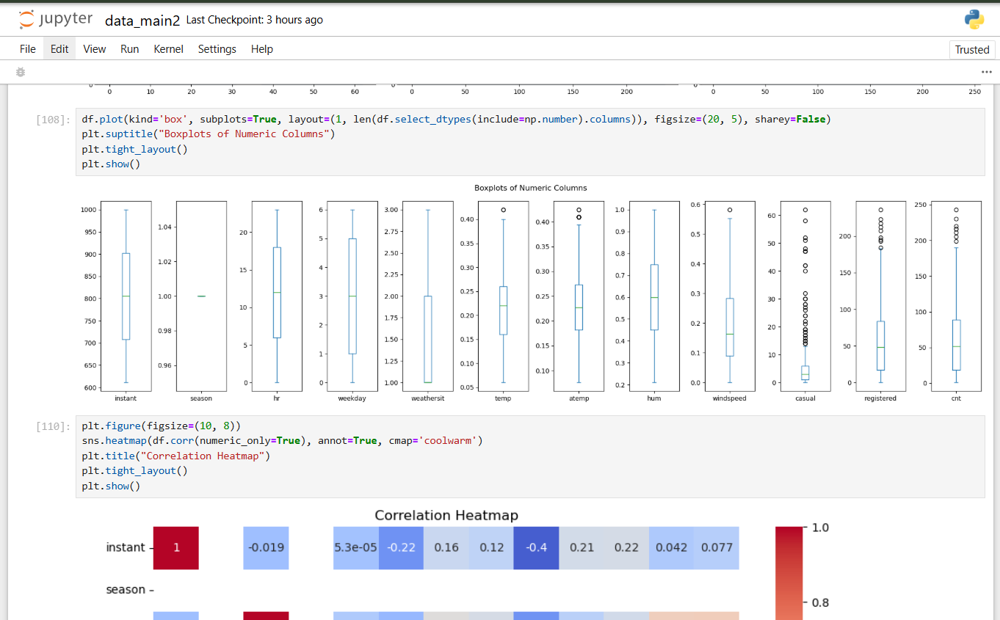 jupyter data_main2 Last Checkpoint: 3 hours ago
File Edit View Run Kernel Settings Help Trusted
0 10 20 30 40 50 60 0 50 100 150 200 0 50 100 150 200 250
[108]: df.plot(kind='box', subplots=True, layout=(1, len(df.select_dtypes(include=np.number).columns)), figsize=(20, 5), sharey=False)
plt.suptitle("Boxplots of Numeric Columns")
plt.tight_layout()
plt.show()
Boxplots of Numeric Columns
1000 950 900 850 800 750 700 650 600
1.04 1.02 1.00 0.98 0.96
20 15 10 5 0
6 5 4 3 2 1 0
3.00 2.75 2.50 2.25 2.00 1.75 1.50 1.25 1.00
0.40 0.35 0.30 0.25 0.20 0.15 0.10 0.05
0.40 0.35 0.30 0.25 0.20 0.15 0.10
1.0 0.9 0.8 0.7 0.6 0.5 0.4 0.3 0.2
0.6 0.5 0.4 0.3 0.2 0.1 0.0
60 50 40 30 20 10 0
200 150 100 50 0
250 200 150 100 50 0
instant season hr weekday weathersit temp atemp hum windspeed casual registered cnt
[110]: plt.figure(figsize=(10, 8))
sns.heatmap(df.corr(numeric_only=True), annot=True, cmap='coolwarm')
plt.title("Correlation Heatmap")
plt.tight_layout()
plt.show()
Correlation Heatmap
instant 1 -0.019 5.3e-05 -0.22 0.16 0.12 -0.4 0.21 0.22 0.042 0.077
season
1.0
0.8